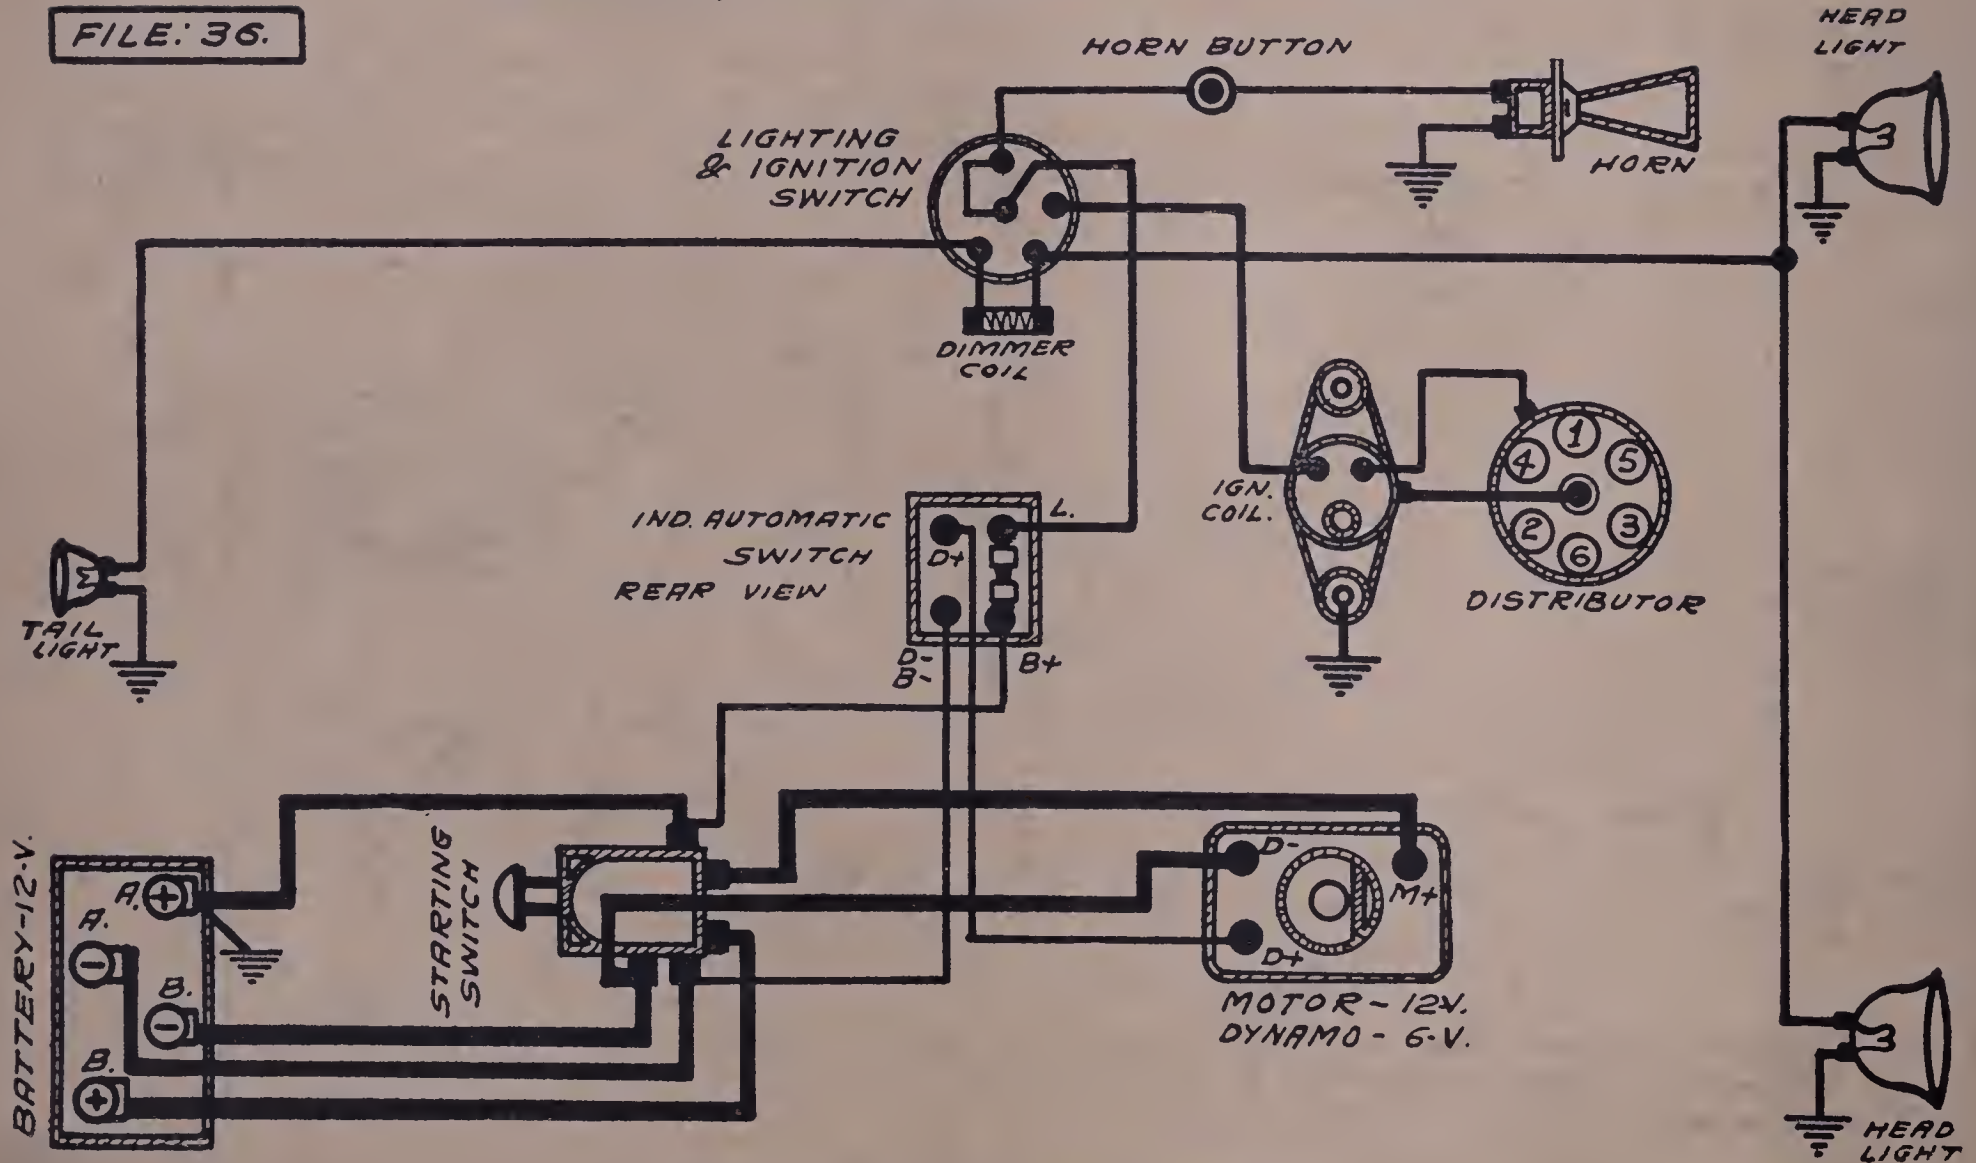 FILE: 36.
HORN BUTTON
HEAD
LIGHT
LIGHTING
& IGNITION
SWITCH
HORN
DIMMER
COIL
IGN.
COIL.
1
4
5
2
3
6
DISTRIBUTOR
IND. AUTOMATIC
SWITCH
REAR VIEW
L.
D+
D-
B-
B+
TAIL
LIGHT
BATTERY-12-V.
A.
+
A.
-
B.
-
B.
+
STARTING
SWITCH
D-
M+
D+
MOTOR - 12V.
DYNAMO - 6-V.
HEAD
LIGHT